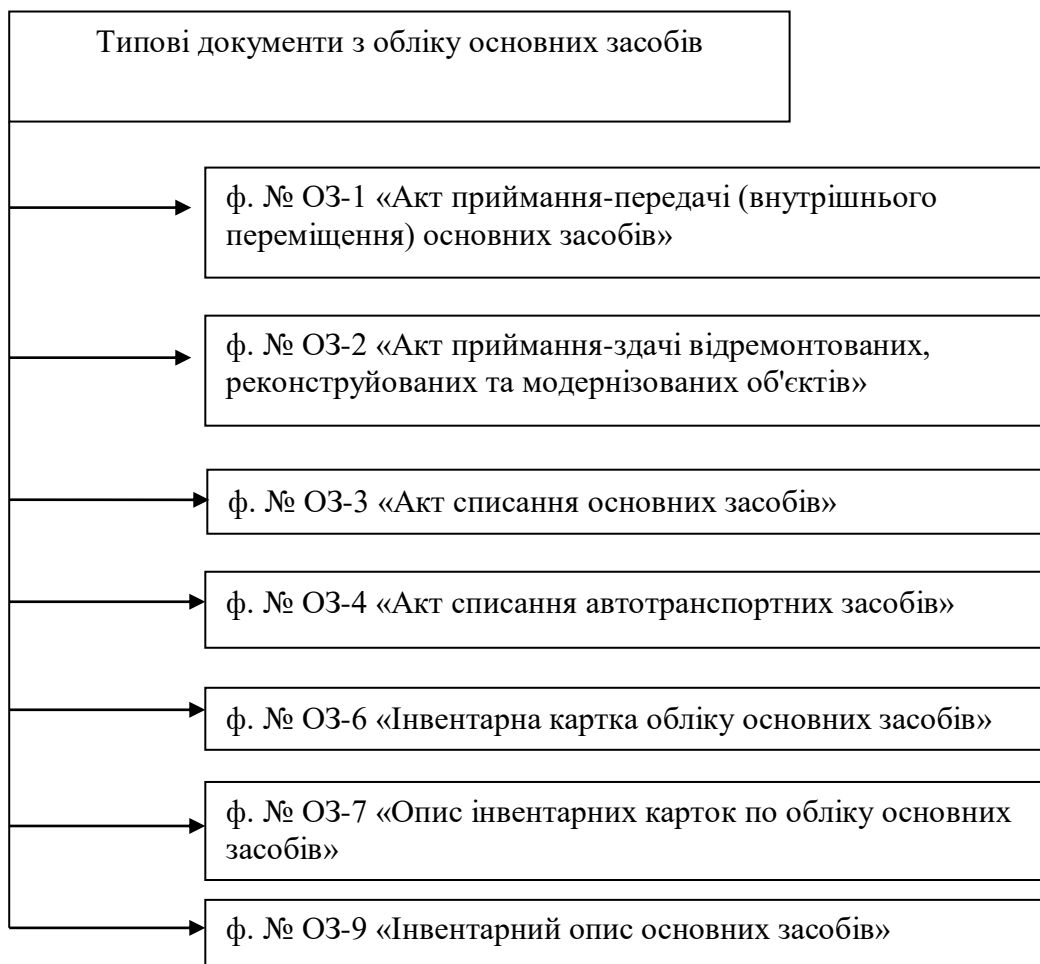 Типові документи з обліку основних засобів
ф. № ОЗ-1 «Акт приймання-передачі (внутрішнього
переміщення) основних засобів»
ф. № ОЗ-2 «Акт приймання-здачі відремонтованих,
реконструйованих та модернізованих об'єктів»
ф. № ОЗ-3 «Акт списання основних засобів»
ф. № ОЗ-4 «Акт списання автотранспортних засобів»
ф. № ОЗ-6 «Інвентарна картка обліку основних засобів»
ф. № ОЗ-7 «Опис інвентарних карток по обліку основних
засобів»
ф. № ОЗ-9 «Інвентарний опис основних засобів»